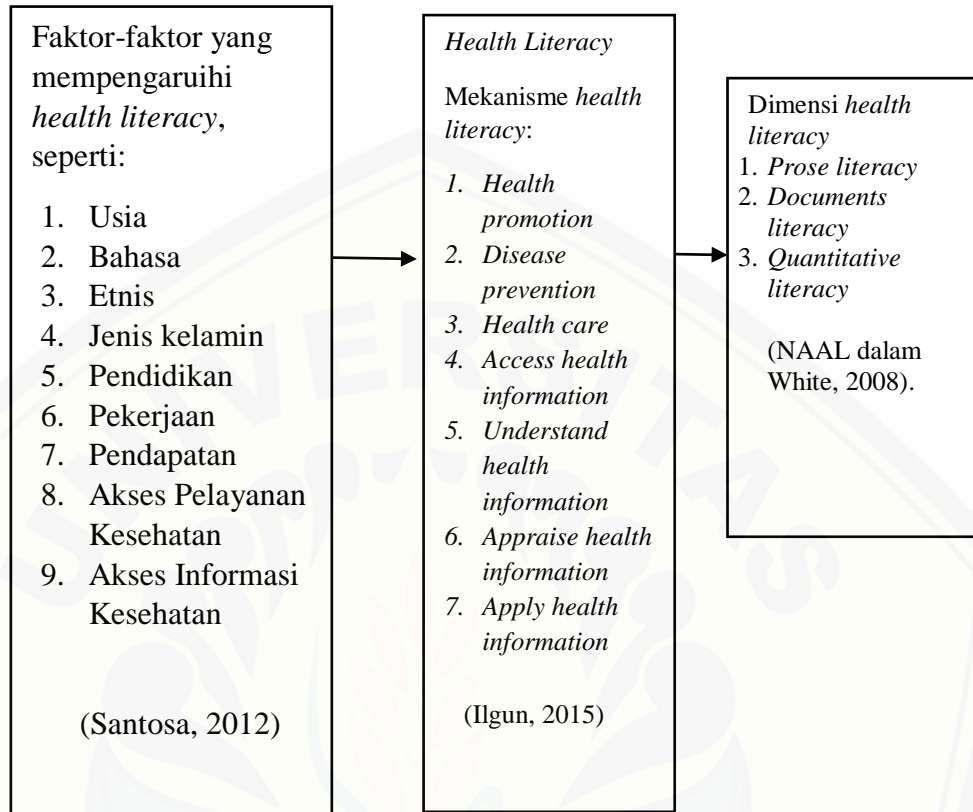 Faktor-faktor yang
mempengaruihi
health literacy,
seperti:
1. Usia
2. Bahasa
3. Etnis
4. Jenis kelamin
5. Pendidikan
6. Pekerjaan
7. Pendapatan
8. Akses Pelayanan
Kesehatan
9. Akses Informasi
Kesehatan
(Santosa, 2012)
Health Literacy
Mekanisme health
literacy:
1. Health
promotion
2. Disease
prevention
3. Health care
4. Access health
information
5. Understand
health
information
6. Appraise health
information
7. Apply health
information
(Ilgun, 2015)
Dimensi health
literacy
1. Prose literacy
2. Documents
literacy
3. Quantitative
literacy
(NAAL dalam
White, 2008).
UNIVERSITAS